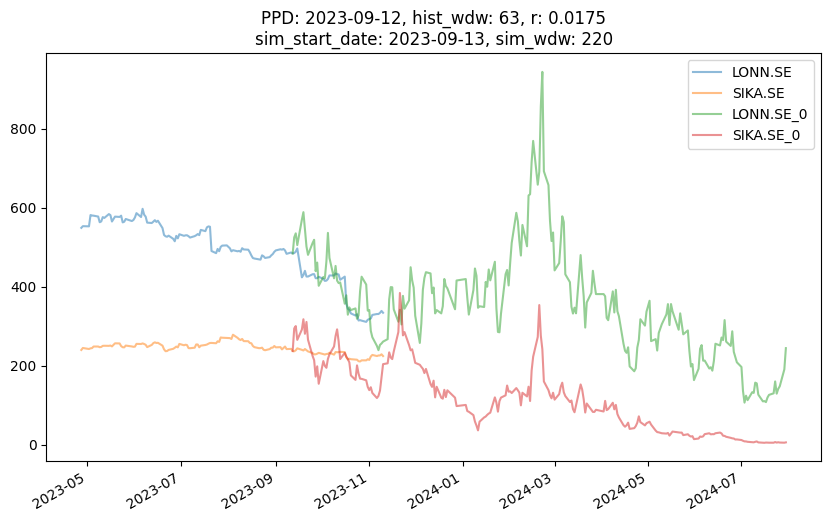 PPD: 2023-09-12, hist_wdw: 63, r: 0.0175
sim_start_date: 2023-09-13, sim_wdw: 220
LONN.SE
SIKA.SE
LONN.SE_0
SIKA.SE_0
800
600
400
200
0
2023-05
2023-07
2023-09
2023-11
2024-01
2024-03
2024-05
2024-07